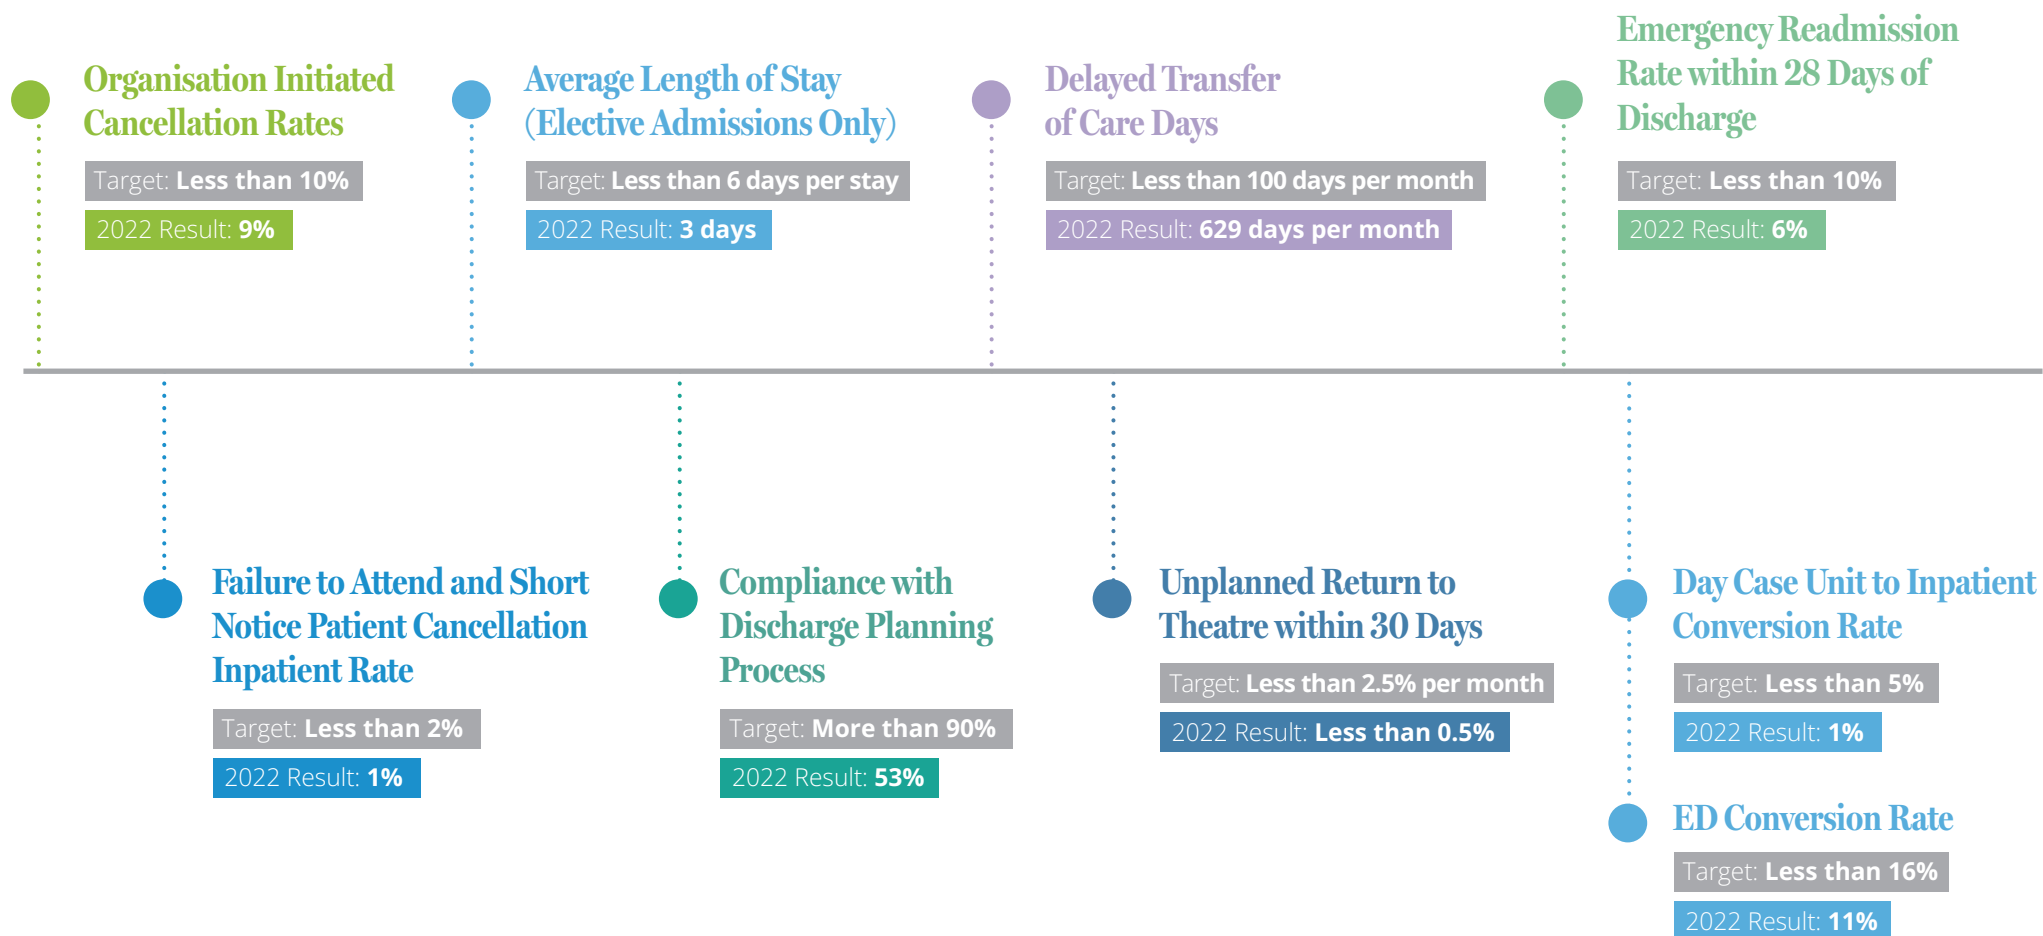 Organisation Initiated
Cancellation Rates
Target: Less than 10%
2022 Result: 9%
Average Length of Stay
(Elective Admissions Only)
Target: Less than 6 days per stay
2022 Result: 3 days
Delayed Transfer
of Care Days
Target: Less than 100 days per month
2022 Result: 629 days per month
Emergency Readmission
Rate within 28 Days of
Discharge
Target: Less than 10%
2022 Result: 6%
Failure to Attend and Short
Notice Patient Cancellation
Inpatient Rate
Target: Less than 2%
2022 Result: 1%
Compliance with
Discharge Planning
Process
Target: More than 90%
2022 Result: 53%
Unplanned Return to
Theatre within 30 Days
Target: Less than 2.5% per month
2022 Result: Less than 0.5%
Day Case Unit to Inpatient
Conversion Rate
Target: Less than 5%
2022 Result: 1%
ED Conversion Rate
Target: Less than 16%
2022 Result: 11%